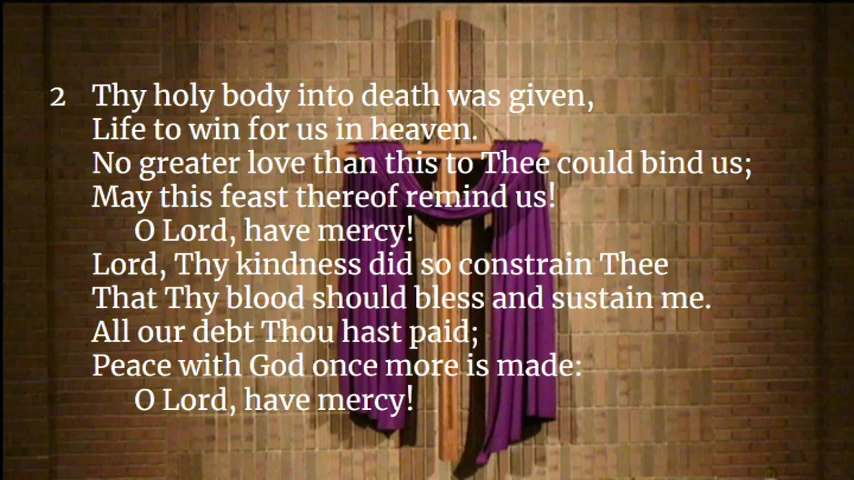 2 Thy holy body into death was given,
Life to win for us in heaven.
No greater love than this to Thee could bind us;
May this feast thereof remind us!
O Lord, have mercy!
Lord, Thy kindness did so constrain Thee
That Thy blood should bless and sustain me.
All our debt Thou hast paid;
Peace with God once more is made:
O Lord, have mercy!